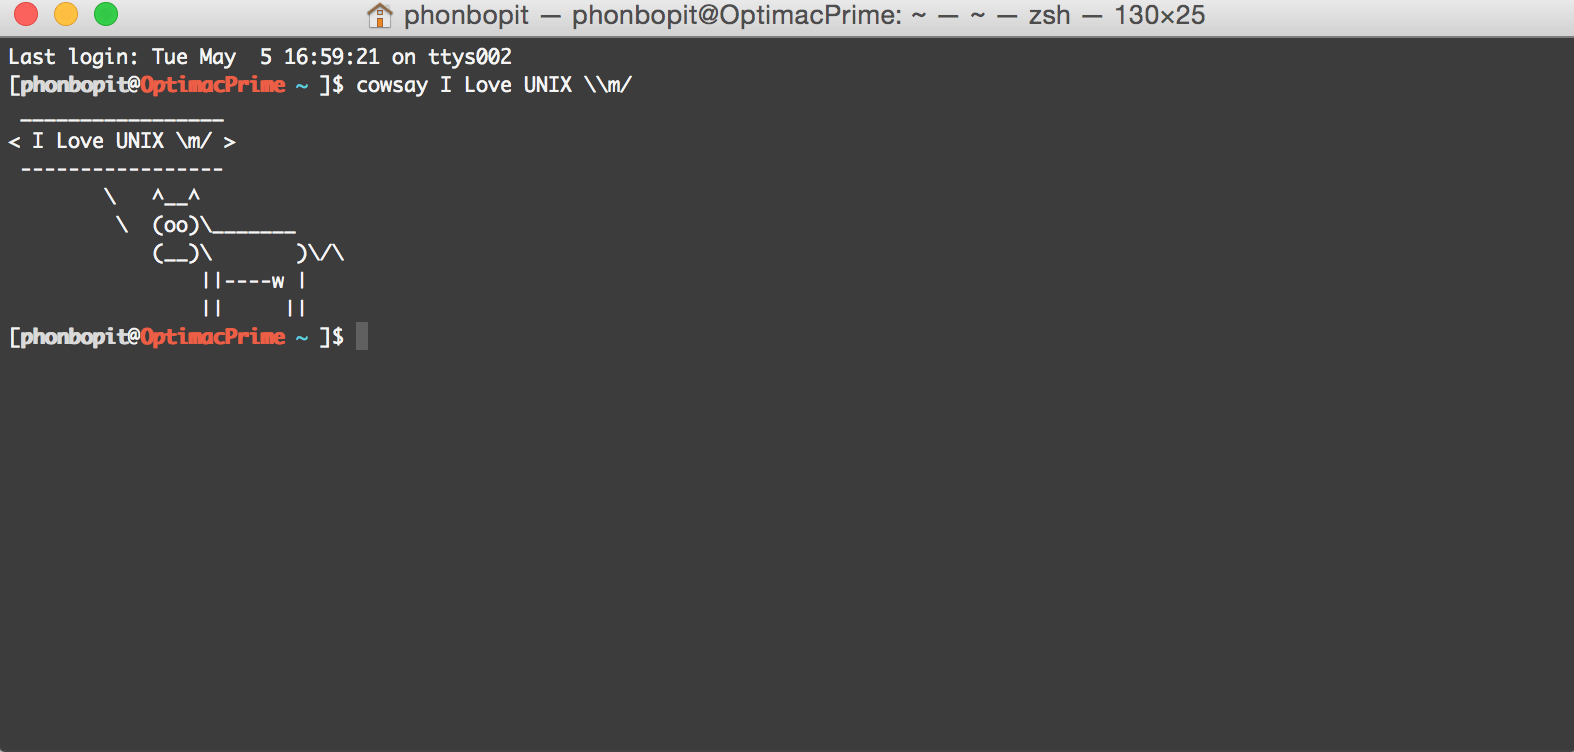 phonbopit — phonbopit@OptimacPrime: ~ — ~ — zsh — 130×25
Last login: Tue May  5 16:59:21 on ttys002
[phonbopit@OptimacPrime ~ ]$ cowsay I Love UNIX \\m/
 _________________
< I Love UNIX \m/ >
 -----------------
        \   ^__^
         \  (oo)\_______
            (__)\       )\/\
                ||----w |
                ||     ||
[phonbopit@OptimacPrime ~ ]$